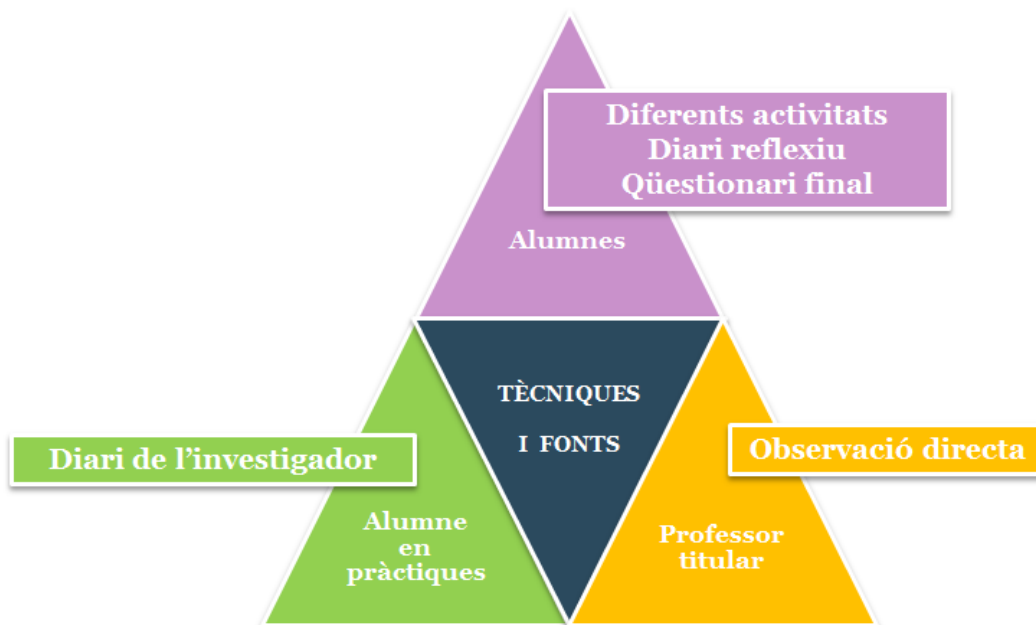 Diferents activitats
Diari reflexiu
Qüestionari final
Alumnes
TÈCNIQUES
I FONTS
Diari de l’investigador
Observació directa
Alumne
en
pràctiques
Professor
titular